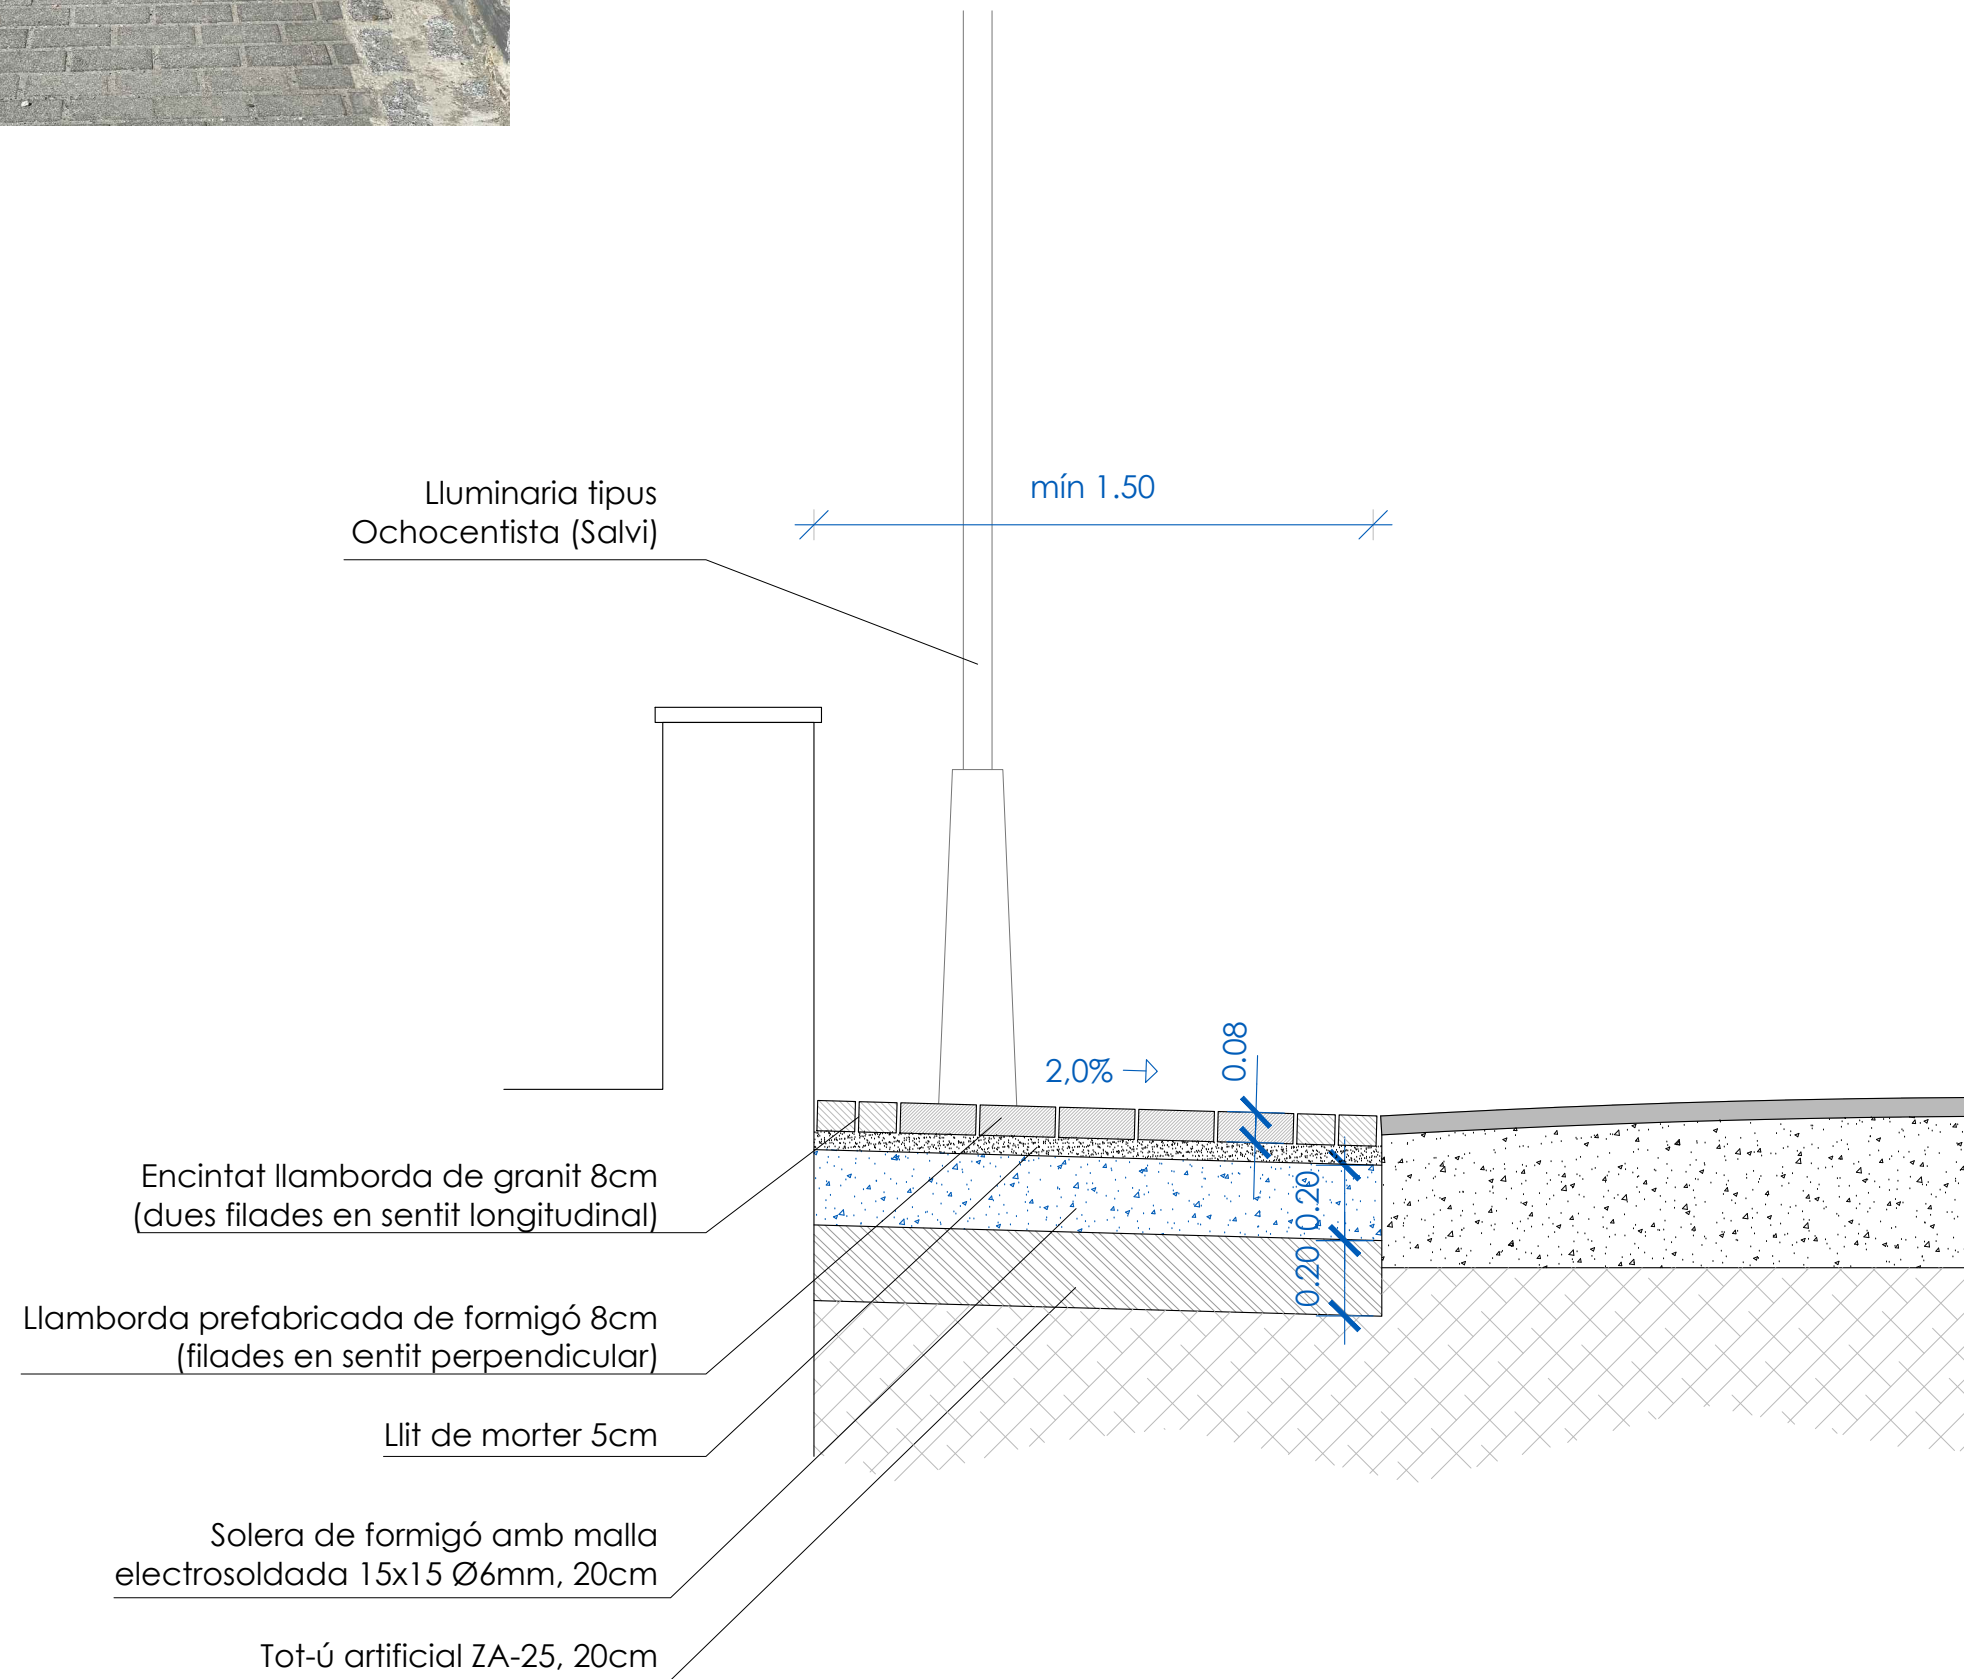 Lluminaria tipus
Ochocentista (Salvi)
mín 1.50
2,0%
0.08
0.20
0.20
Encintat llamborda de granit 8cm
(dues filades en sentit longitudinal)
Llamborda prefabricada de formigó 8cm
(filades en sentit perpendicular)
Llit de morter 5cm
Solera de formigó amb malla
electrosoldada 15x15 Ø6mm, 20cm
Tot-ú artificial ZA-25, 20cm